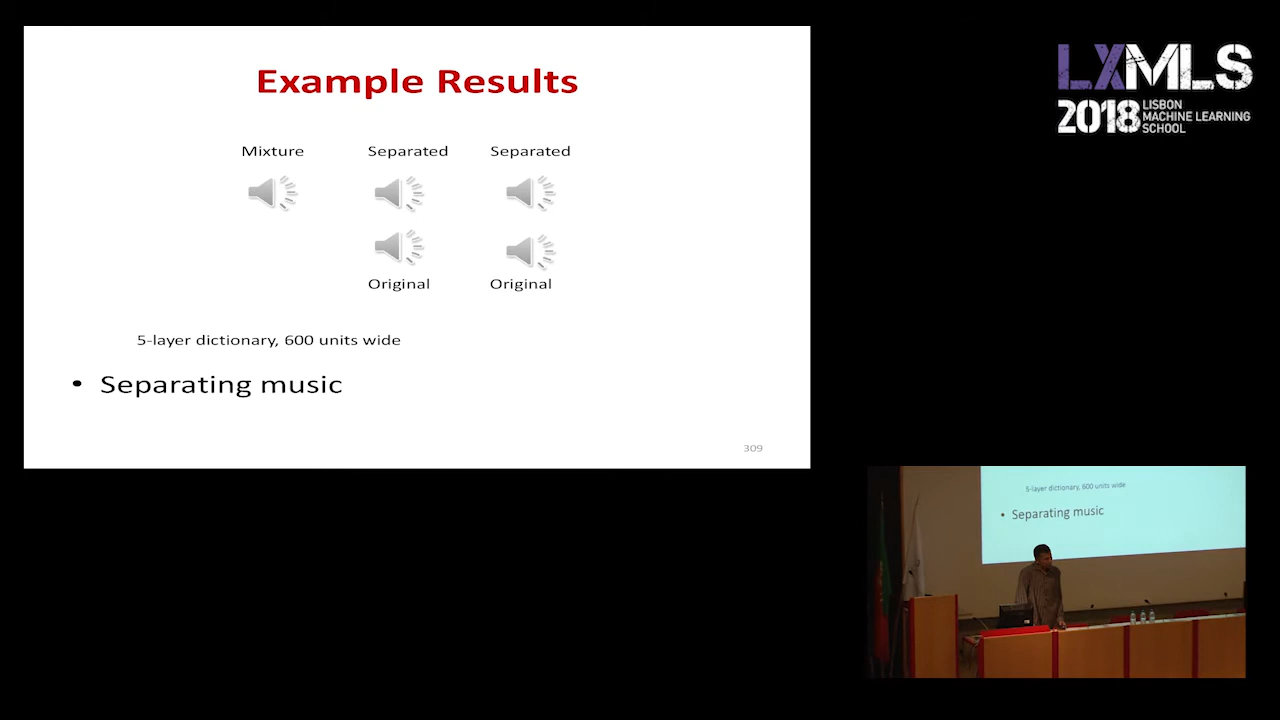 Example Results
Mixture Separated Separated
Original Original
5-layer dictionary, 600 units wide
• Separating music
309
LXMLS
2018 LISBON
MACHINE LEARNING
SCHOOL
5-layer dictionary, 600 units wide
• Separating music